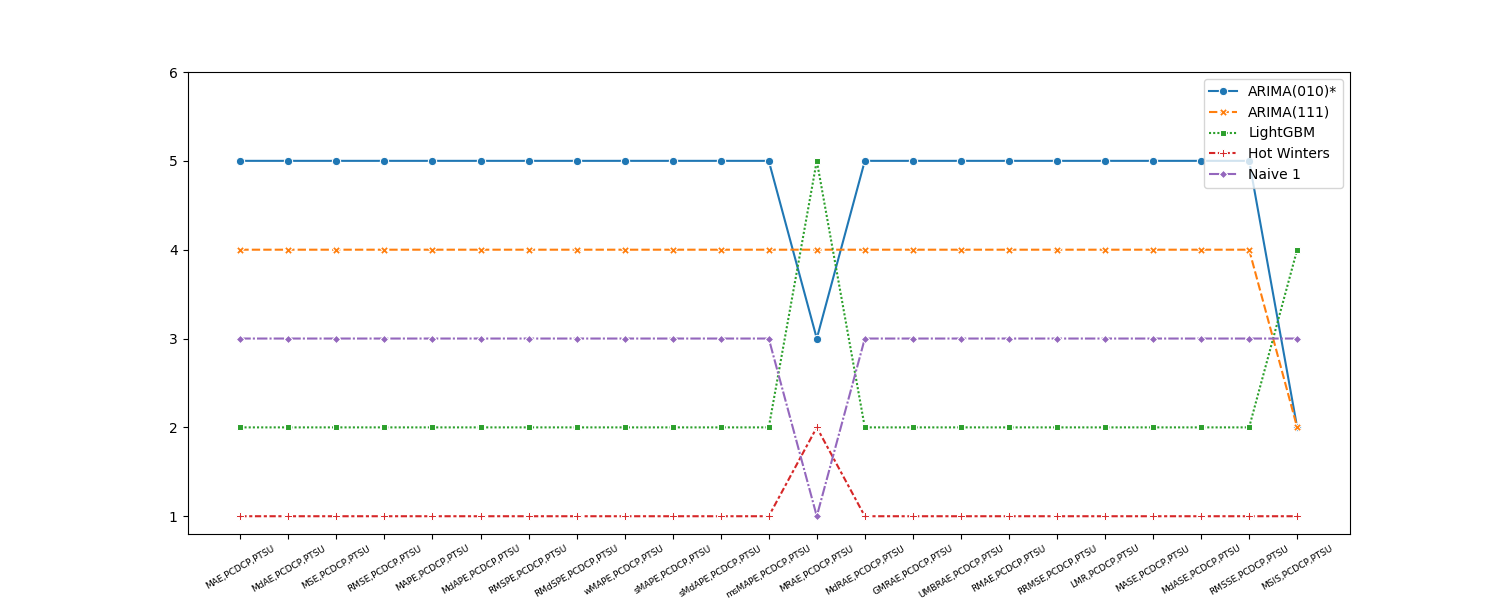 6
5
4
3
2
1
ARIMA(010)*
ARIMA(111)
LightGBM
Hot Winters
Naive 1
MAE,PCDCP,PTSU
MdAE,PCDCP,PTSU
MSE,PCDCP,PTSU
RMSE,PCDCP,PTSU
MAPE,PCDCP,PTSU
MdAPE,PCDCP,PTSU
RMSPE,PCDCP,PTSU
RMdSPE,PCDCP,PTSU
wMAPE,PCDCP,PTSU
sMAPE,PCDCP,PTSU
sMdAPE,PCDCP,PTSU
msMAPE,PCDCP,PTSU
MRAE,PCDCP,PTSU
MdRAE,PCDCP,PTSU
GMRAE,PCDCP,PTSU
UMBRAE,PCDCP,PTSU
RMAE,PCDCP,PTSU
RRMSE,PCDCP,PTSU
LMR,PCDCP,PTSU
MASE,PCDCP,PTSU
MdASE,PCDCP,PTSU
RMSSE,PCDCP,PTSU
MSIS,PCDCP,PTSU